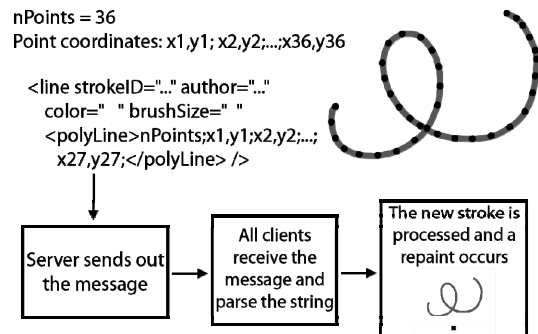 nPoints = 36
Point coordinates: x1,y1; x2,y2;...;x36,y36
<line strokeID="..." author="..."
color=" " brushSize=" "
<polyLine>nPoints;x1,y1;x2,y2;...;
x27,y27;</polyLine> />
Server sends out
the message
All clients
receive the
message and
parse the string
The new stroke is
processed and a
repaint occurs